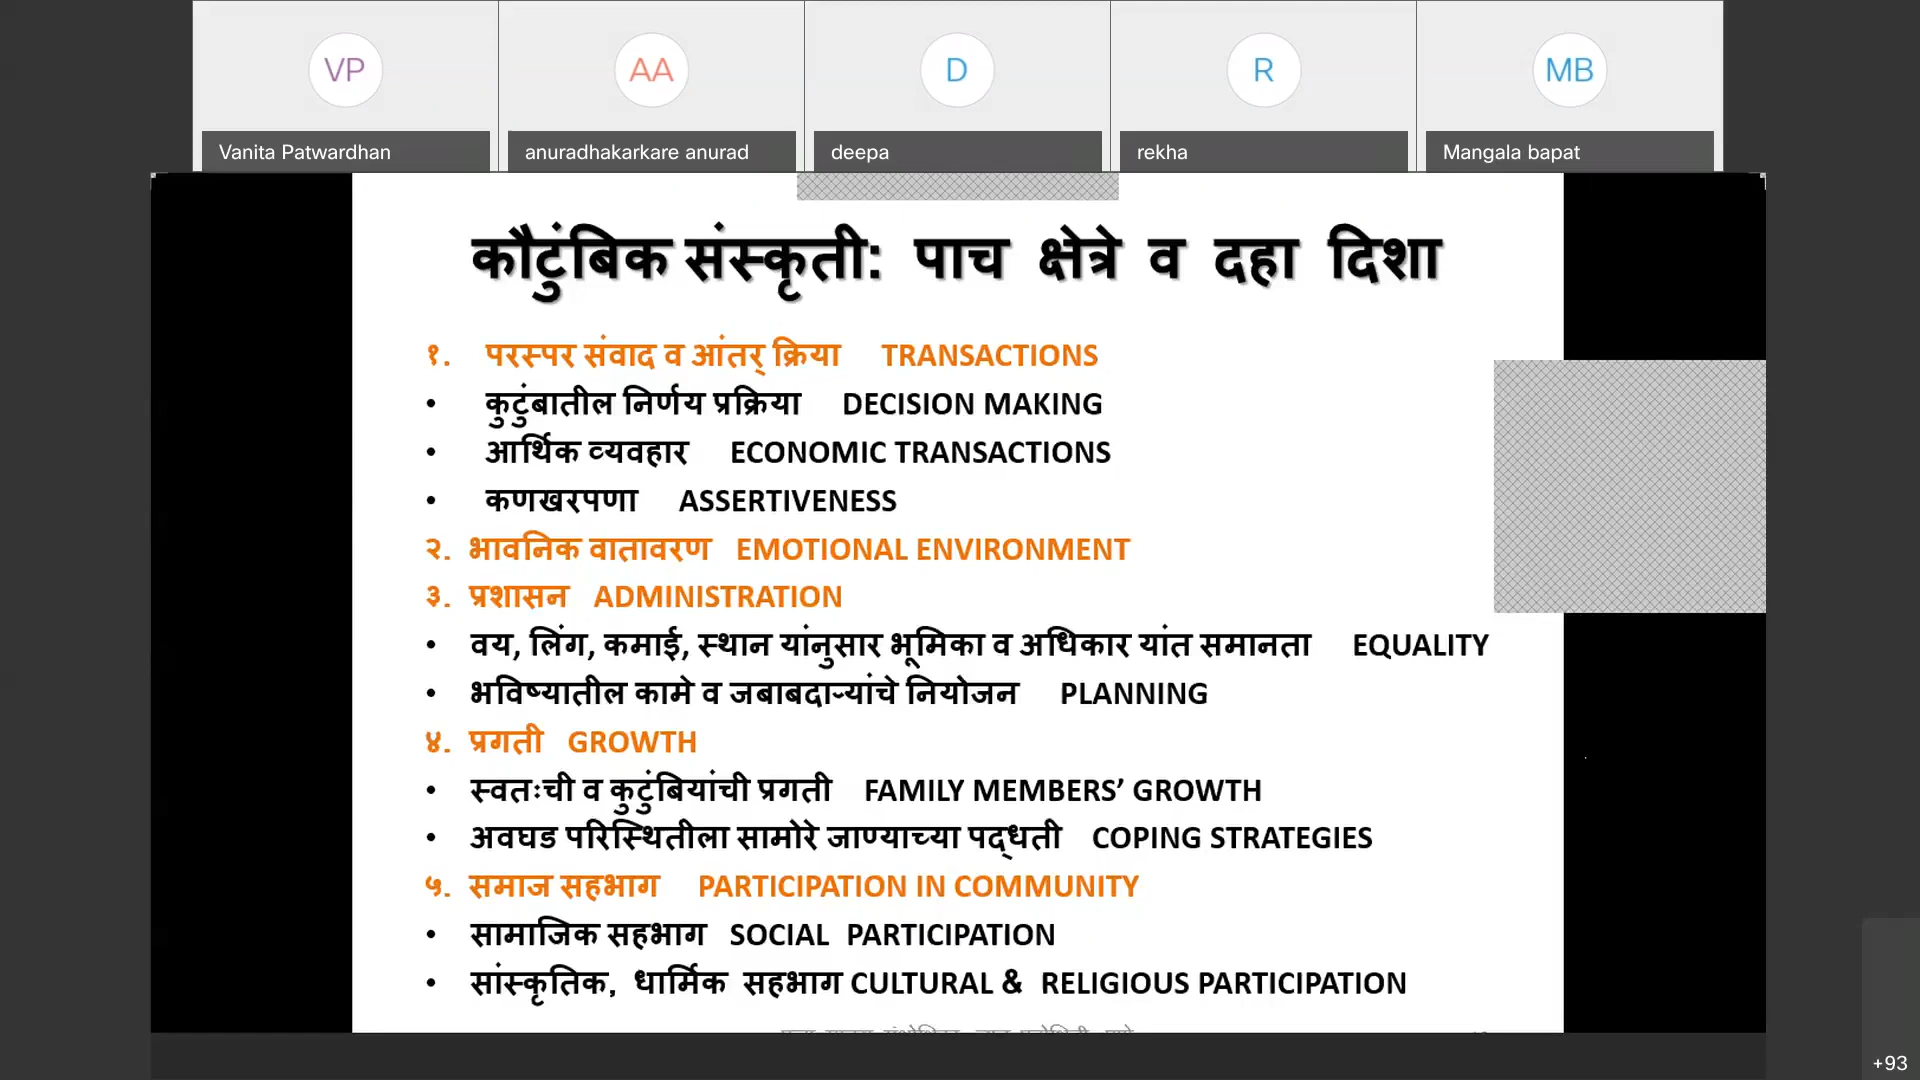 VP AA D R MB
Vanita Patwardhan anuradhakarkare anurad deepa rekha Mangala bapat
कौटुंबिक संस्कृती: पाच क्षेत्रे व दहा दिशा
१. परस्पर संवाद व आंतर् क्रिया TRANSACTIONS
• कुटुंबातील निर्णय प्रक्रिया DECISION MAKING
• आर्थिक व्यवहार ECONOMIC TRANSACTIONS
• कणखरपणा ASSERTIVENESS
२. भावनिक वातावरण EMOTIONAL ENVIRONMENT
३. प्रशासन ADMINISTRATION
• वय, लिंग, कमाई, स्थान यांनुसार भूमिका व अधिकार यांत समानता EQUALITY
• भविष्यातील कामे व जबाबदाऱ्यांचे नियोजन PLANNING
४. प्रगती GROWTH
• स्वतःची व कुटुंबियांची प्रगती FAMILY MEMBERS’ GROWTH
• अवघड परिस्थितीला सामोरे जाण्याच्या पद्धती COPING STRATEGIES
५. समाज सहभाग PARTICIPATION IN COMMUNITY
• सामाजिक सहभाग SOCIAL PARTICIPATION
• सांस्कृतिक, धार्मिक सहभाग CULTURAL & RELIGIOUS PARTICIPATION
+93